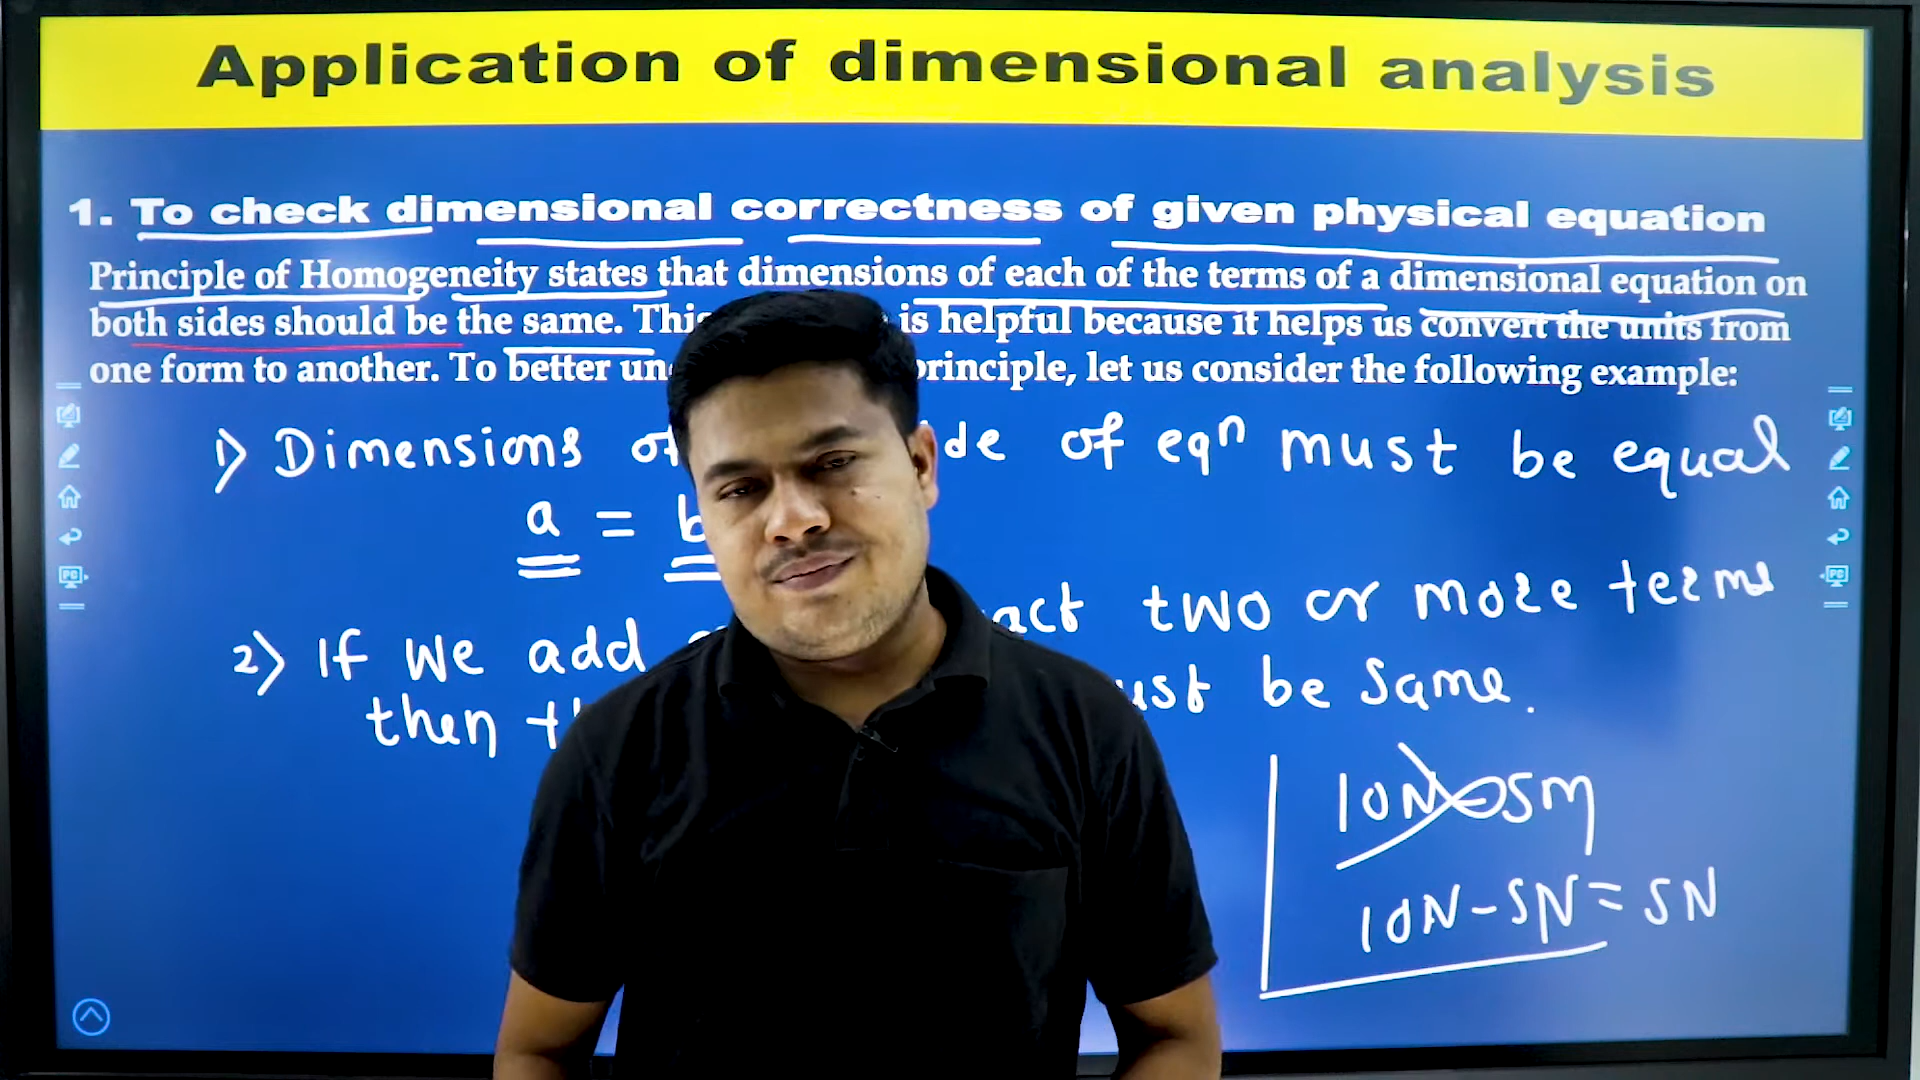 Application of dimensional analysis
1. To check dimensional correctness of given physical equation
Principle of Homogeneity states that dimensions of each of the terms of a dimensional equation on
both sides should be the same. is helpful because it helps us convert the units from
one form to another. To better principle, let us consider the following example:
1) Dimensions of eqn must be equal
a = b
2) If we add two or more terms
then be same.
10N-5m
10N-5N=5N